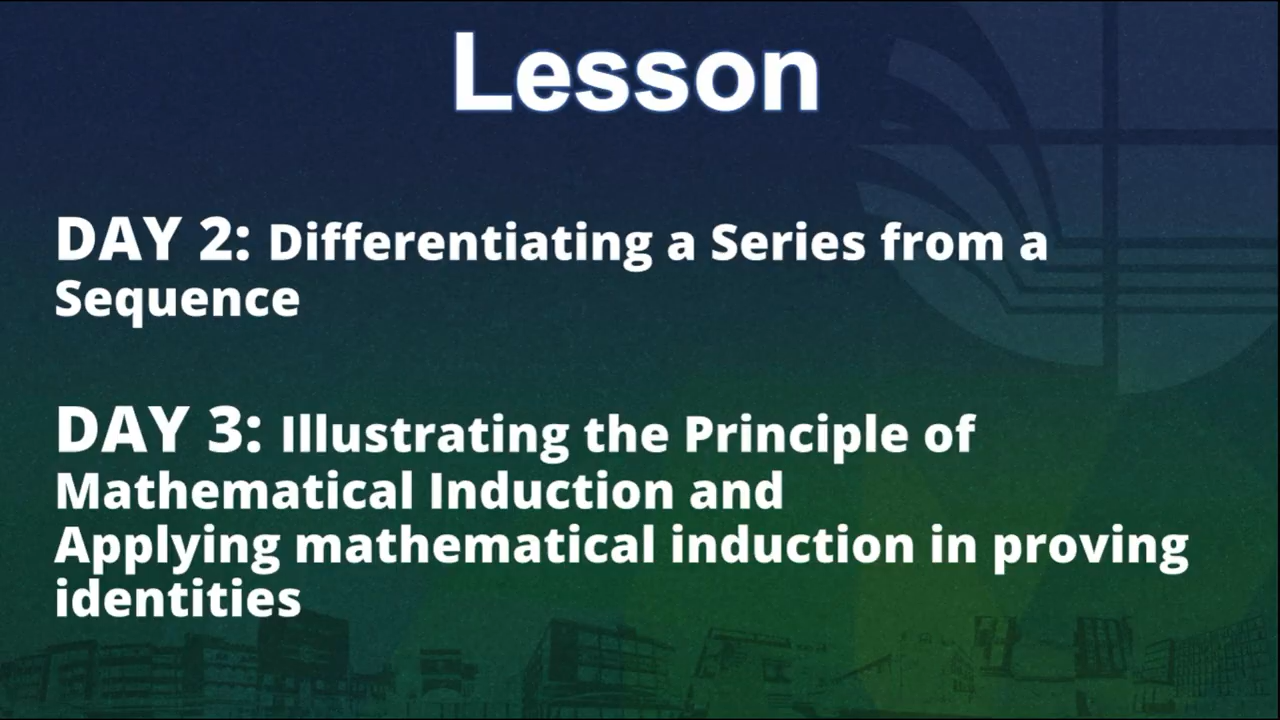 Lesson
DAY 2: Differentiating a Series from a
Sequence
DAY 3: Illustrating the Principle of
Mathematical Induction and
Applying mathematical induction in proving
identities